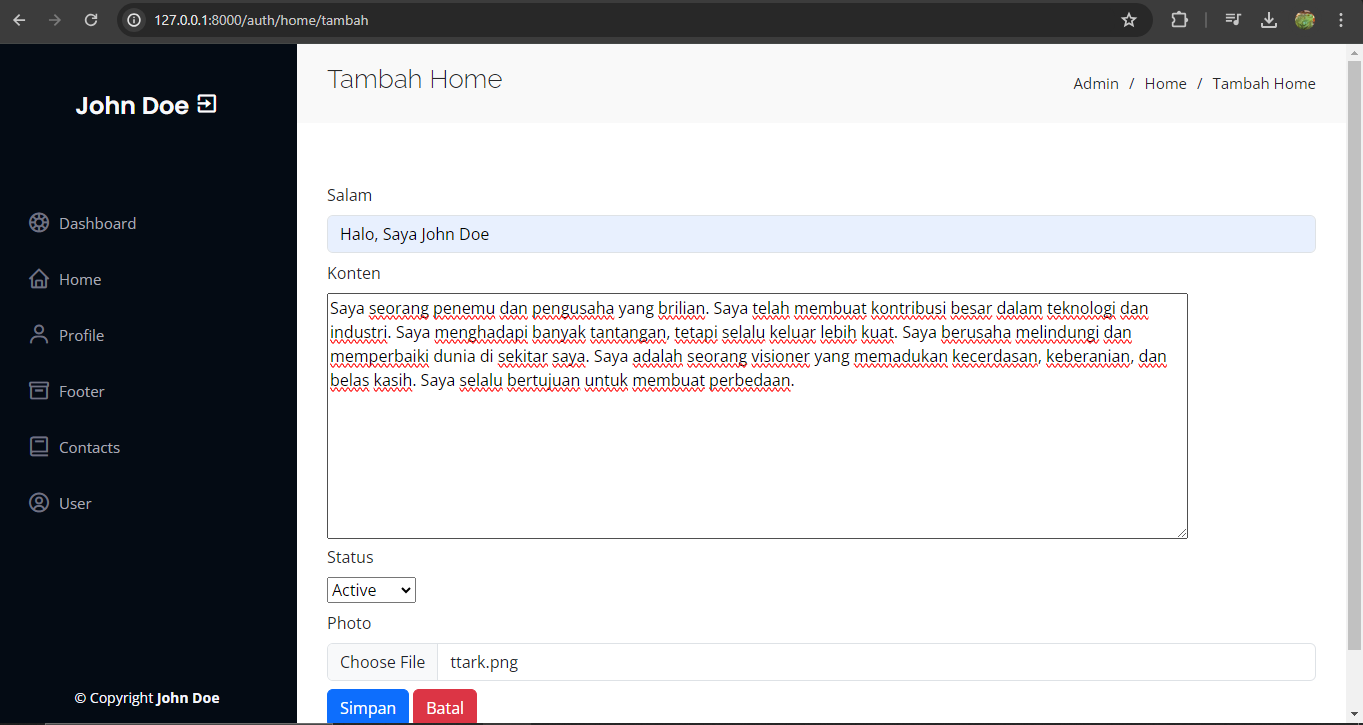 127.0.0.1:8000/auth/home/tambah
John Doe
Dashboard
Home
Profile
Footer
Contacts
User
© Copyright John Doe
Tambah Home
Admin / Home / Tambah Home
Salam
Halo, Saya John Doe
Konten
Saya seorang penemu dan pengusaha yang brilian. Saya telah membuat kontribusi besar dalam teknologi dan
industri. Saya menghadapi banyak tantangan, tetapi selalu keluar lebih kuat. Saya berusaha melindungi dan
memperbaiki dunia di sekitar saya. Saya adalah seorang visioner yang memadukan kecerdasan, keberanian, dan
belas kasih. Saya selalu bertujuan untuk membuat perbedaan.
Status
Active
Photo
Choose File ttark.png
Simpan Batal